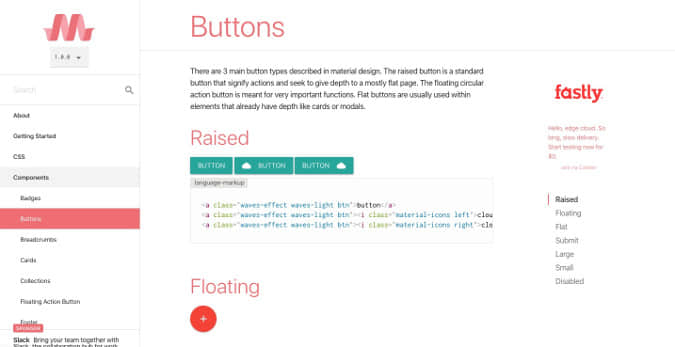 1.0.0
Search
About
Getting Started
CSS
Components
Badges
Buttons
Breadcrumbs
Cards
Collections
Floating Action Button
Footer
SPONSOR
Slack Bring your team together with
Slack, the collaboration hub for work.
Buttons
There are 3 main button types described in material design. The raised button is a standard
button that signify actions and seek to give depth to a mostly flat page. The floating circular
action button is meant for very important functions. Flat buttons are usually used within
elements that already have depth like cards or modals.
Raised
BUTTON
BUTTON
BUTTON
language-markup
<a class="waves-effect waves-light btn">button</a>
<a class="waves-effect waves-light btn"><i class="material-icons left">clou
<a class="waves-effect waves-light btn"><i class="material-icons right">clo
Floating
+
fastly
Hello, edge cloud. So
long, slow delivery.
Start testing now for
$0.
ads via Carbon
Raised
Floating
Flat
Submit
Large
Small
Disabled